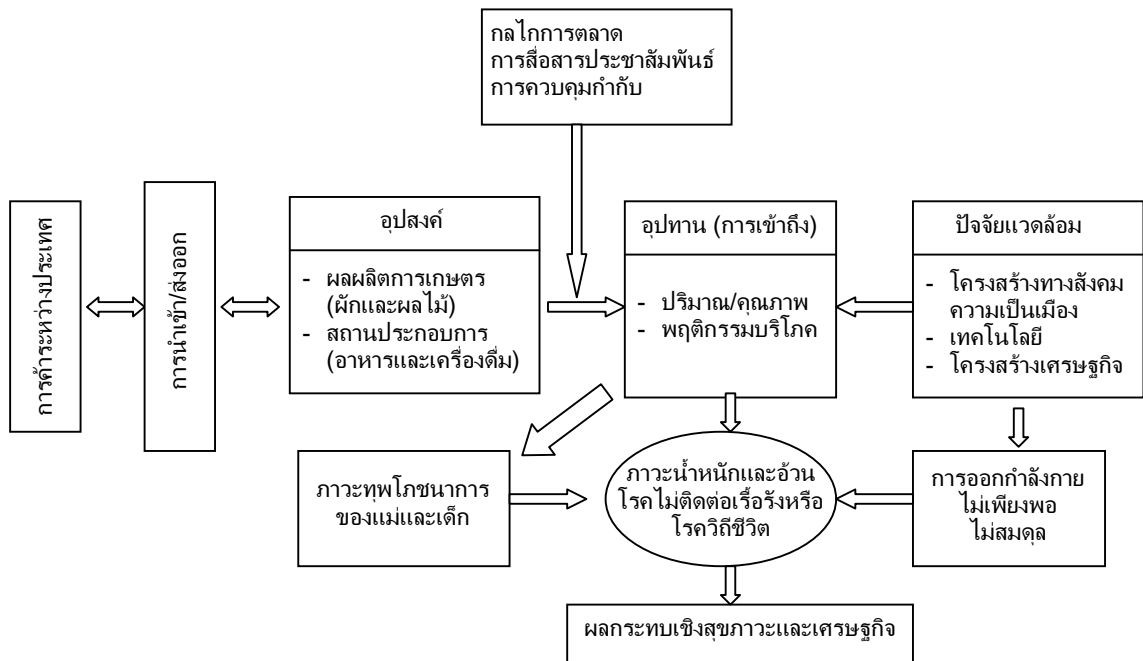 กลไกการตลาด
การสื่อสารประชาสัมพันธ์
การควบคุมกำกับ
การค้าระหว่างประเทศ
การนำเข้า/ส่งออก
อุปสงค์
- ผลผลิตการเกษตร
(ผักและผลไม้)
- สถานประกอบการ
(อาหารและเครื่องดื่ม)
อุปทาน (การเข้าถึง)
- ปริมาณ/คุณภาพ
- พฤติกรรมบริโภค
ปัจจัยแวดล้อม
- โครงสร้างทางสังคม
ความเป็นเมือง
- เทคโนโลยี
- โครงสร้างเศรษฐกิจ
ภาวะทุพโภชนาการ
ของแม่และเด็ก
ภาวะน้ำหนักและอ้วน
โรคไม่ติดต่อเรื้อรังหรือ
โรควิถีชีวิต
การออกกำลังกาย
ไม่เพียงพอ
ไม่สมดุล
ผลกระทบเชิงสุขภาวะและเศรษฐกิจ